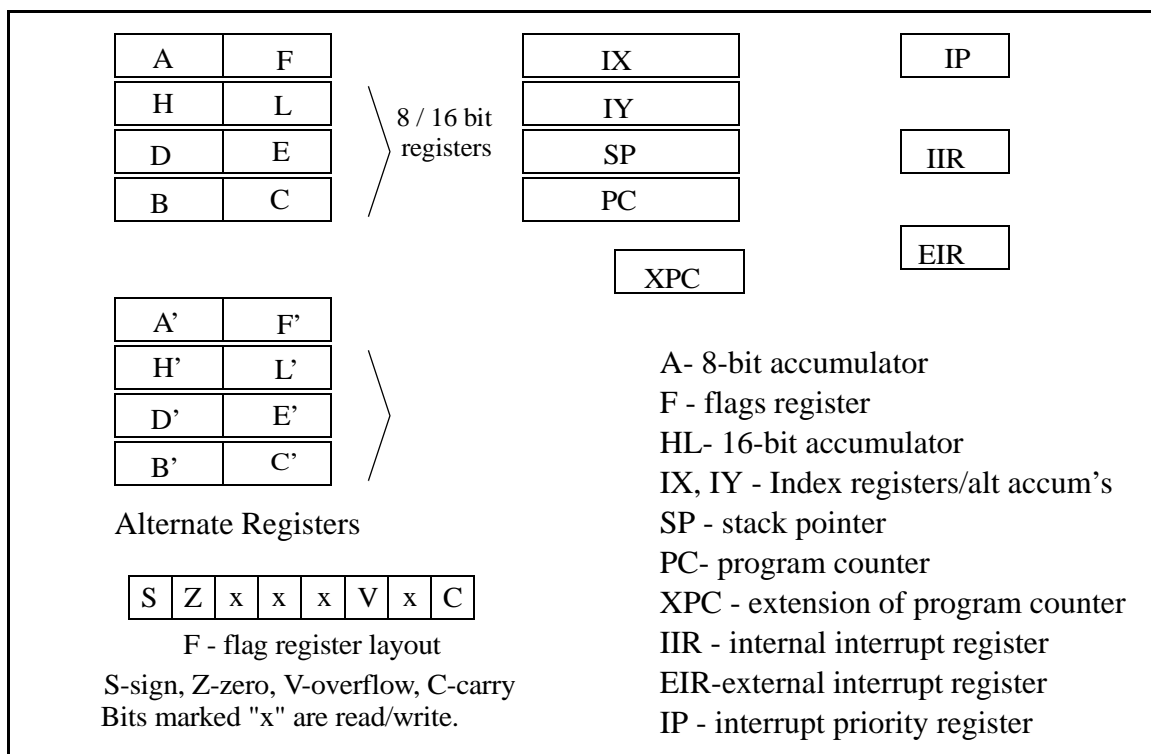 A F
H L
D E
B C
8 / 16 bit
registers
IX
IY
SP
PC
XPC
IP
IIR
EIR
A’ F’
H’ L’
D’ E’
B’ C’
Alternate Registers
S Z x x x V x C
F - flag register layout
S-sign, Z-zero, V-overflow, C-carry
Bits marked "x" are read/write.
A- 8-bit accumulator
F - flags register
HL- 16-bit accumulator
IX, IY - Index registers/alt accum’s
SP - stack pointer
PC- program counter
XPC - extension of program counter
IIR - internal interrupt register
EIR-external interrupt register
IP - interrupt priority register